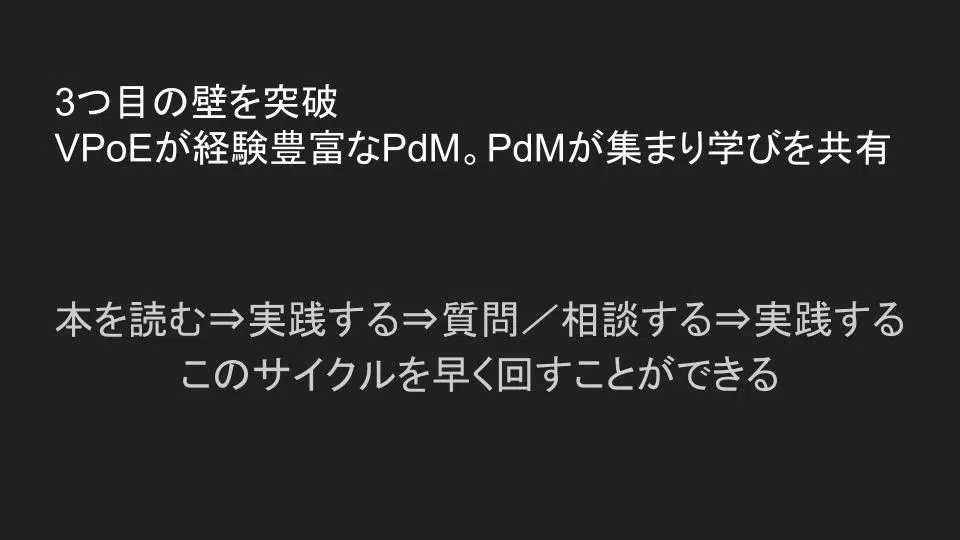 3つ目の壁を突破
VPoEが経験豊富なPdM。PdMが集まり学びを共有
本を読む⇒実践する⇒質問／相談する⇒実践する
このサイクルを早く回すことができる